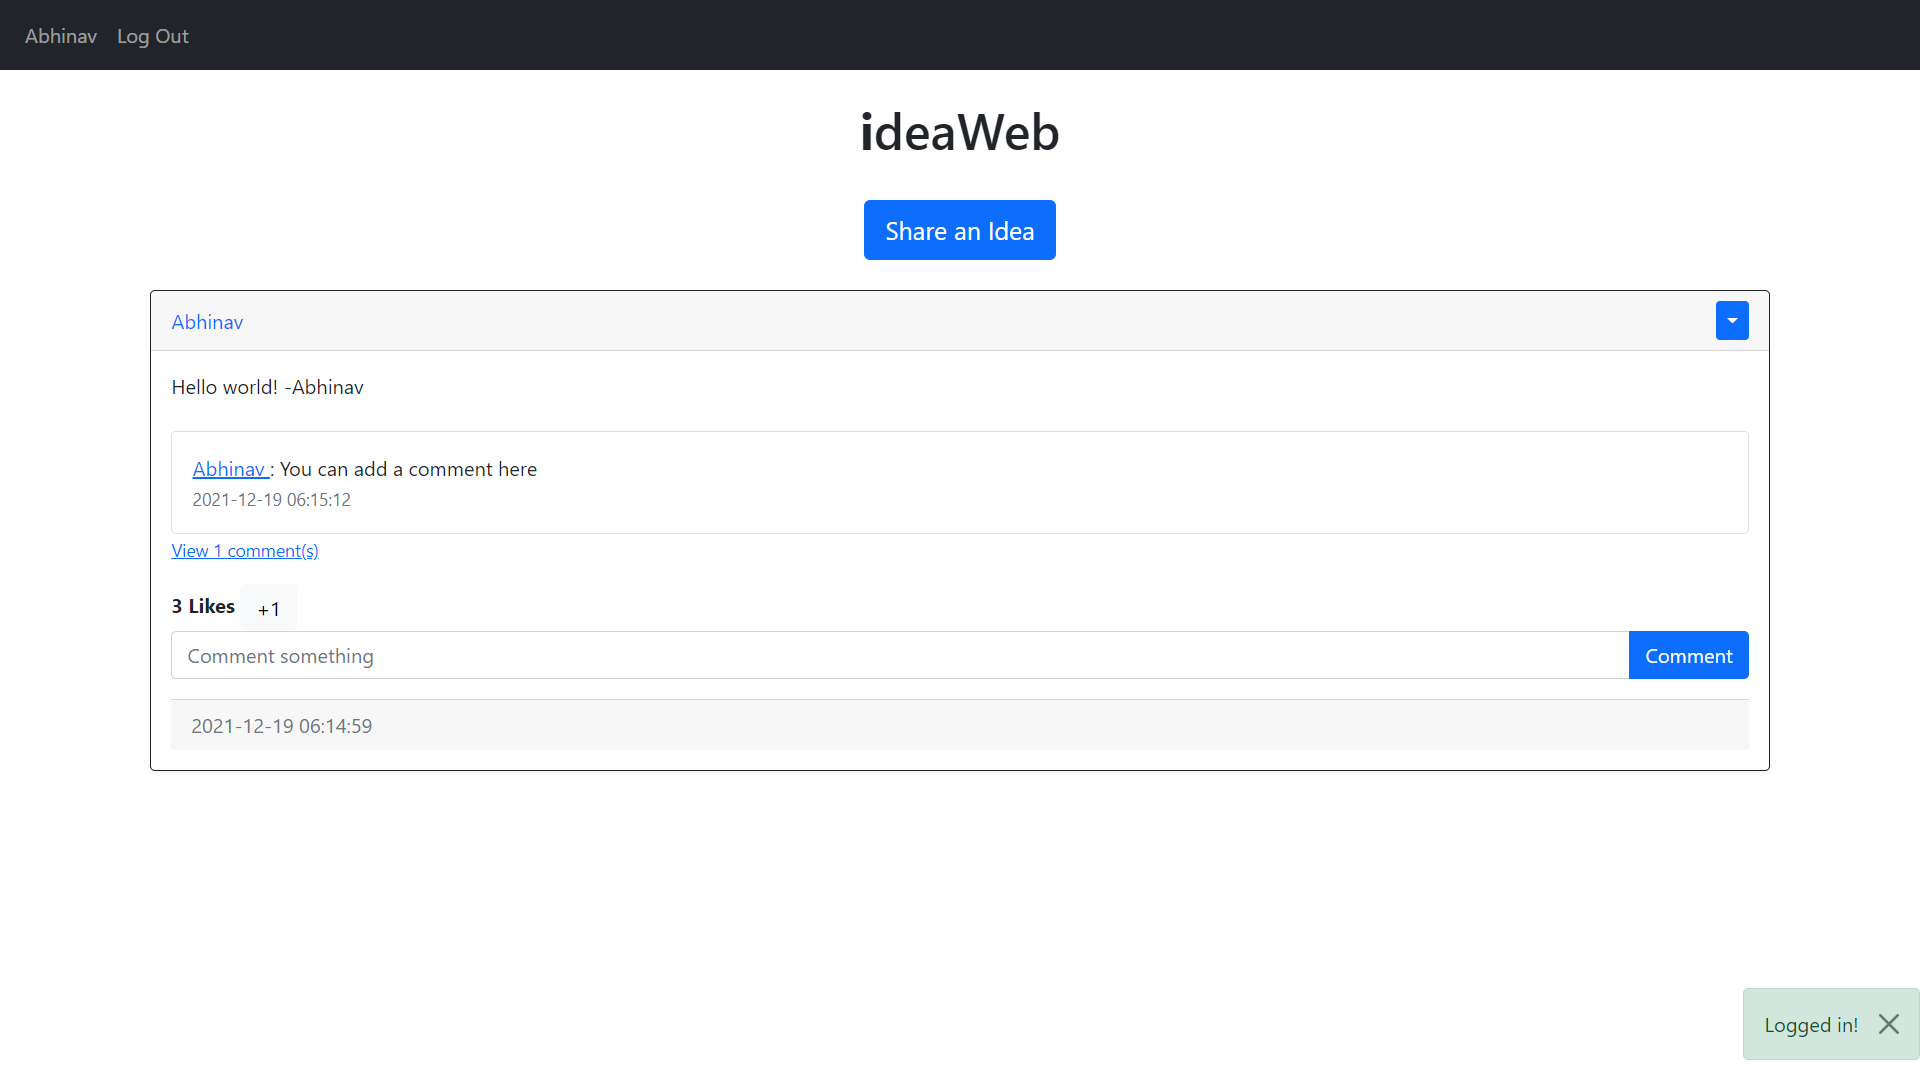 Abhinav Log Out
ideaWeb
Share an Idea
Abhinav
Hello world! -Abhinav
Abhinav : You can add a comment here
2021-12-19 06:15:12
View 1 comment(s)
3 Likes +1
Comment something Comment
2021-12-19 06:14:59
Logged in!